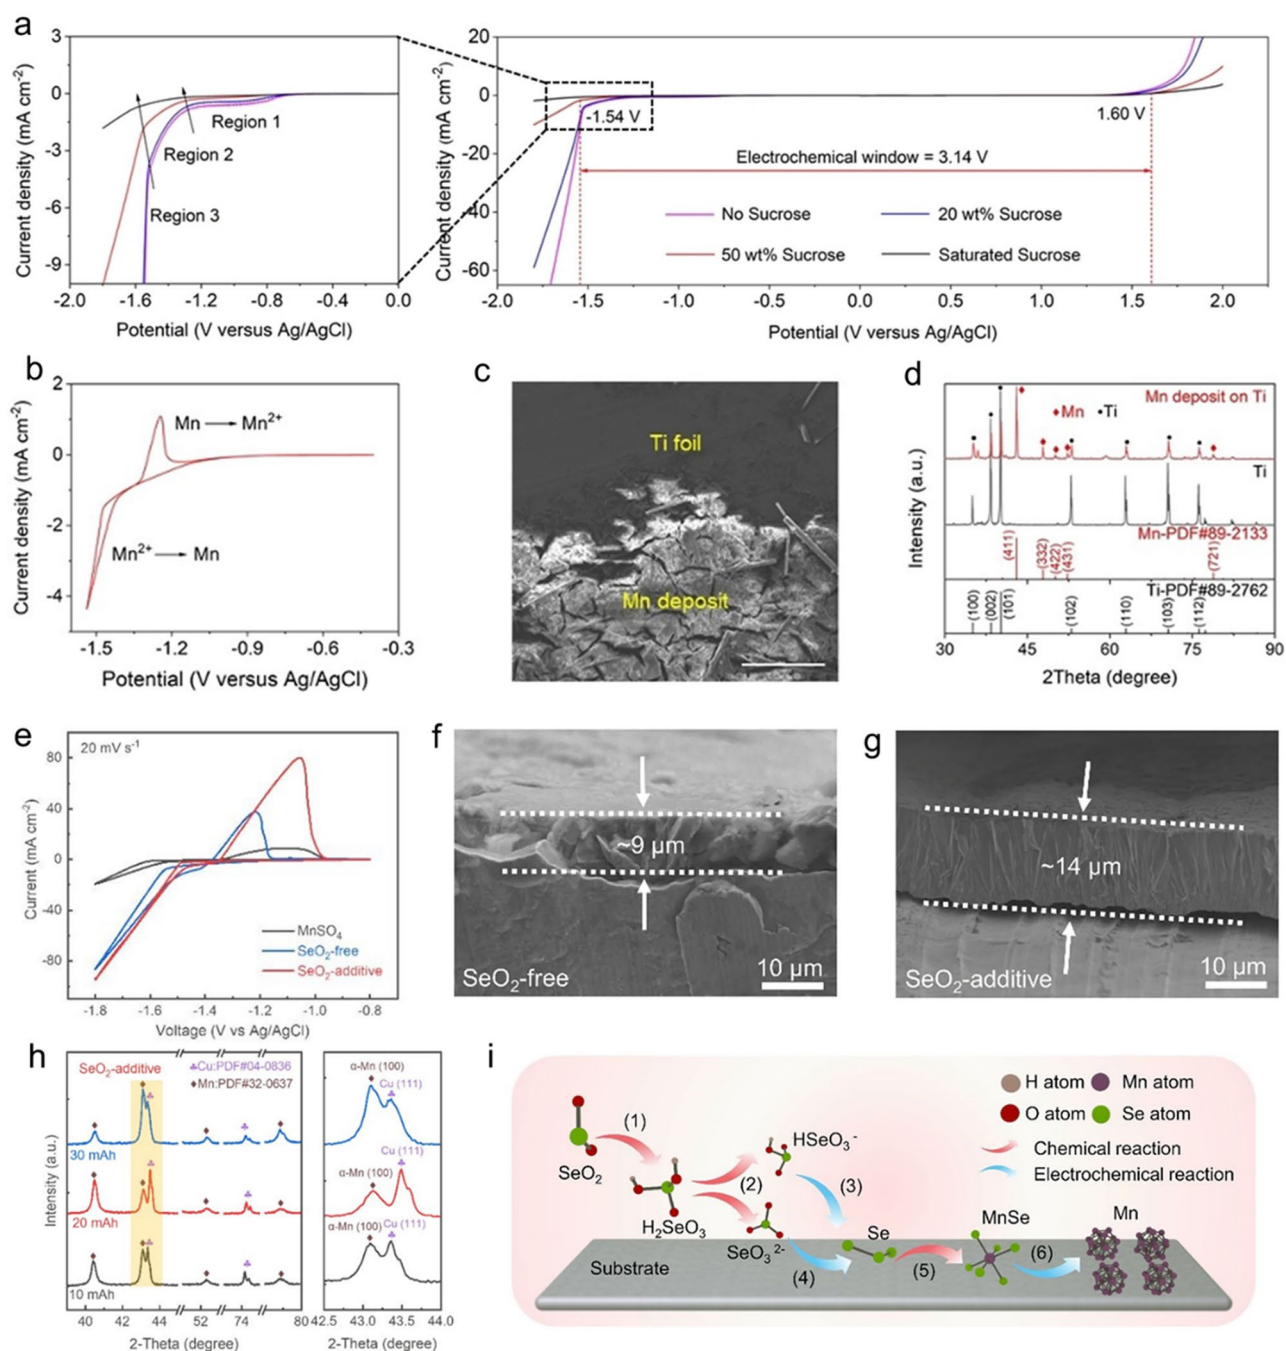 a
3
0
-3
-6
-9
Current density (mA cm-2)
Region 1
Region 2
Region 3
-2.0 -1.6 -1.2 -0.8 -0.4 0.0
Potential (V versus Ag/AgCl)
20
0
-20
-40
-60
Current density (mA cm-2)
-1.54 V
1.60 V
Electrochemical window = 3.14 V
No Sucrose
20 wt% Sucrose
50 wt% Sucrose
Saturated Sucrose
-2.0 -1.5 -1.0 -0.5 0.0 0.5 1.0 1.5 2.0
Potential (V versus Ag/AgCl)
b
2
0
-2
-4
Current density (mA cm-2)
Mn → Mn2+
Mn2+ → Mn
-1.5 -1.2 -0.9 -0.6 -0.3
Potential (V versus Ag/AgCl)
c
Ti foil
Mn deposit
d
Intensity (a.u.)
Mn deposit on Ti
♦Mn •Ti
Ti
Mn-PDF#89-2133
(411)
(332)
(422)
(431)
(721)
Ti-PDF#89-2762
(100)
(002)
(101)
(102)
(110)
(103)
(112)
30 45 60 75 90
2Theta (degree)
e
20 mV s-1
80
40
0
-40
-80
Current (mA cm-2)
MnSO4
SeO2-free
SeO2-additive
-1.8 -1.6 -1.4 -1.2 -1.0 -0.8
Voltage (V vs Ag/AgCl)
f
~9 μm
SeO2-free
10 μm
g
~14 μm
SeO2-additive
10 μm
h
SeO2-additive
♣Cu:PDF#04-0836
♦Mn:PDF#32-0637
Intensity (a.u.)
30 mAh
20 mAh
10 mAh
40 42 44 52 74 80
2-Theta (degree)
α-Mn (100)
Cu (111)
Cu (111)
α-Mn (100)
α-Mn (100)
Cu (111)
42.5 43.0 43.5 44.0
2-Theta (degree)
i
H atom
Mn atom
O atom
Se atom
Chemical reaction
Electrochemical reaction
SeO2
(1)
H2SeO3
(2)
HSeO3-
SeO32-
(3)
(4)
Se
(5)
MnSe
(6)
Mn
Substrate